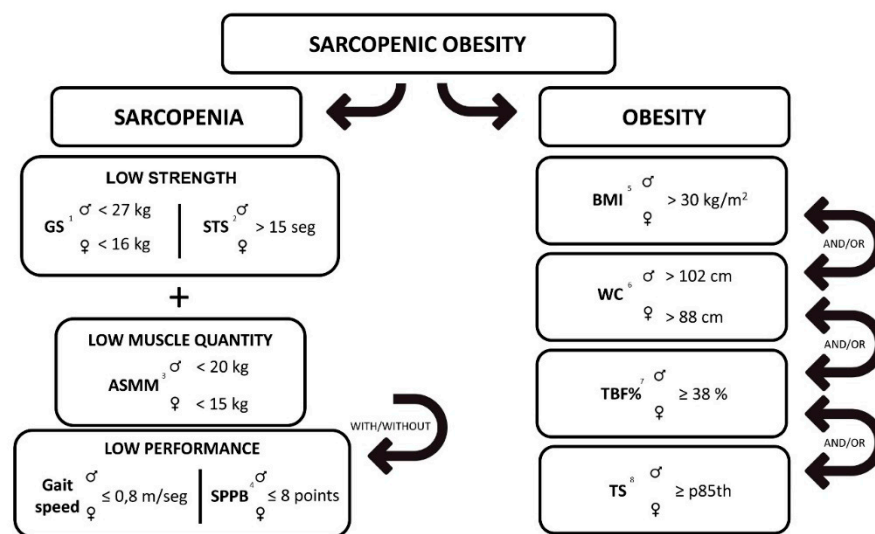 SARCOPENIC OBESITY
SARCOPENIA
LOW STRENGTH
GS 1 ♂ < 27 kg
♀ < 16 kg
STS 2 ♂ ♀ > 15 seg
+
LOW MUSCLE QUANTITY
ASMM 3 ♂ < 20 kg
♀ < 15 kg
WITH/WITHOUT
LOW PERFORMANCE
Gait speed ♂ ♀ ≤ 0,8 m/seg
SPPB 4 ♂ ♀ ≤ 8 points
OBESITY
BMI 5 ♂ ♀ > 30 kg/m²
AND/OR
WC 6 ♂ > 102 cm
♀ > 88 cm
AND/OR
TBF% 7 ♂ ♀ ≥ 38 %
AND/OR
TS 8 ♂ ♀ ≥ p85th